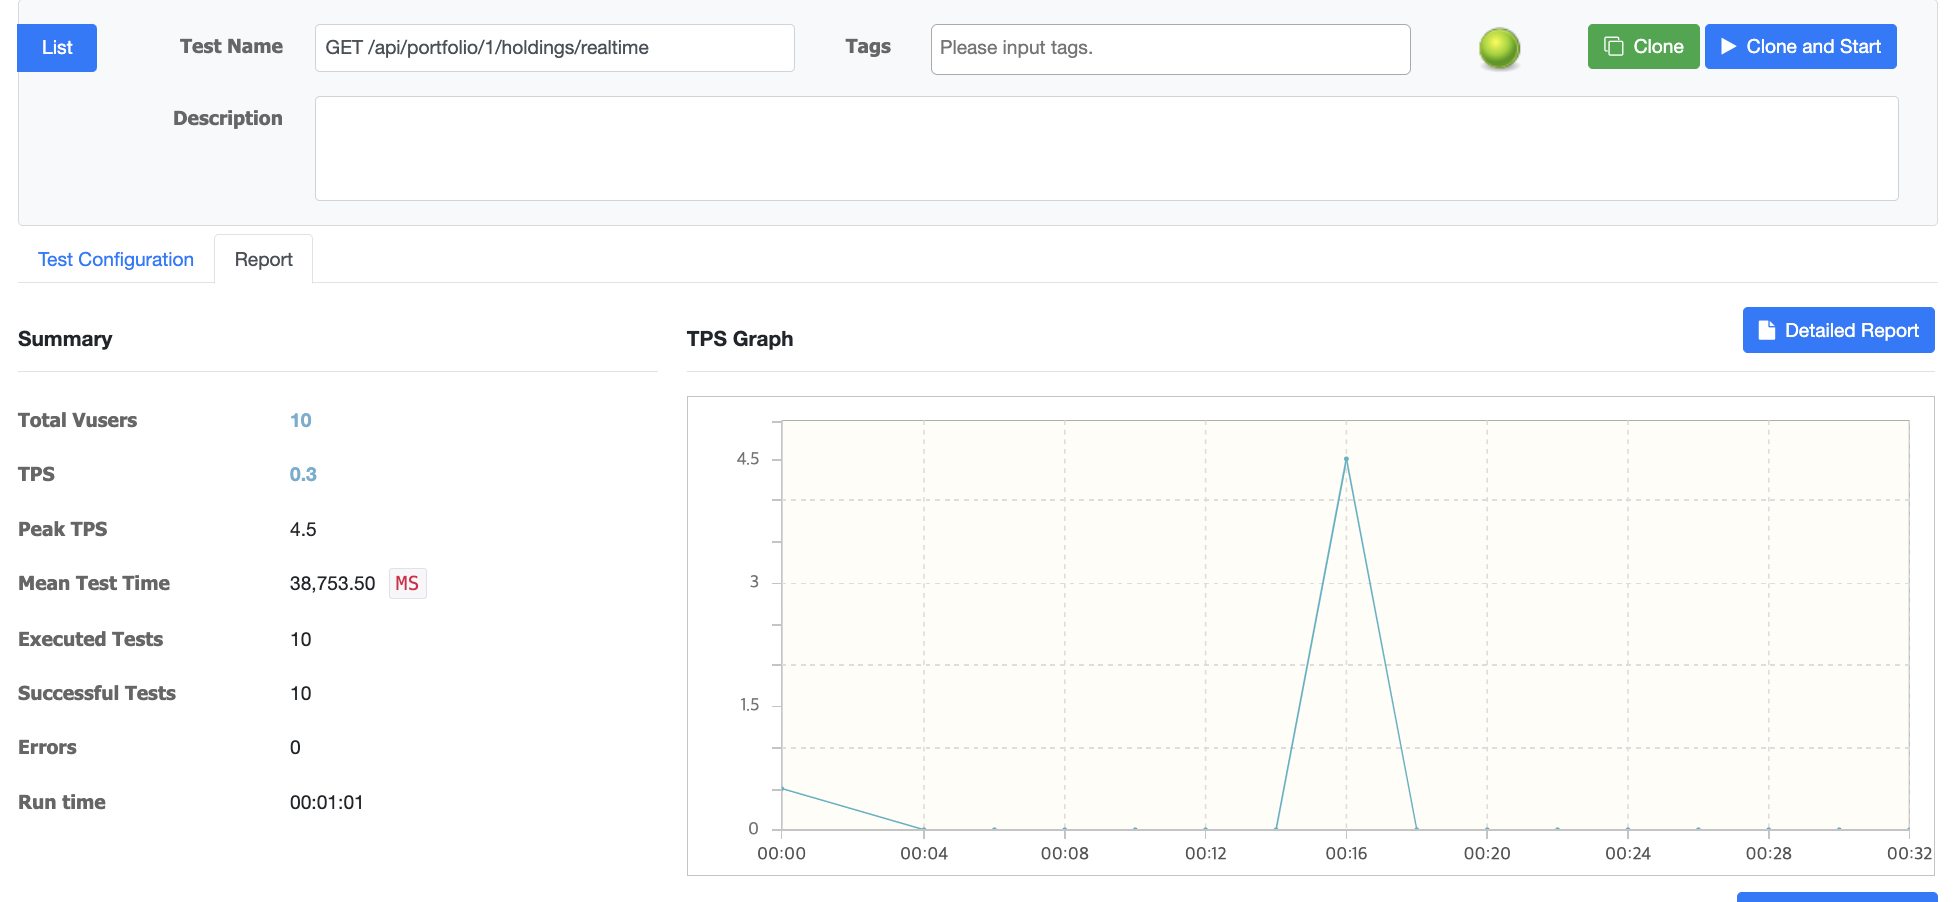 List
Test Name
GET /api/portfolio/1/holdings/realtime
Tags
Please input tags.
Clone
Clone and Start
Description
Test Configuration
Report
Summary
Total Vusers 10
TPS 0.3
Peak TPS 4.5
Mean Test Time 38,753.50 MS
Executed Tests 10
Successful Tests 10
Errors 0
Run time 00:01:01
TPS Graph
Detailed Report
4.5
3
1.5
0
00:00 00:04 00:08 00:12 00:16 00:20 00:24 00:28 00:32